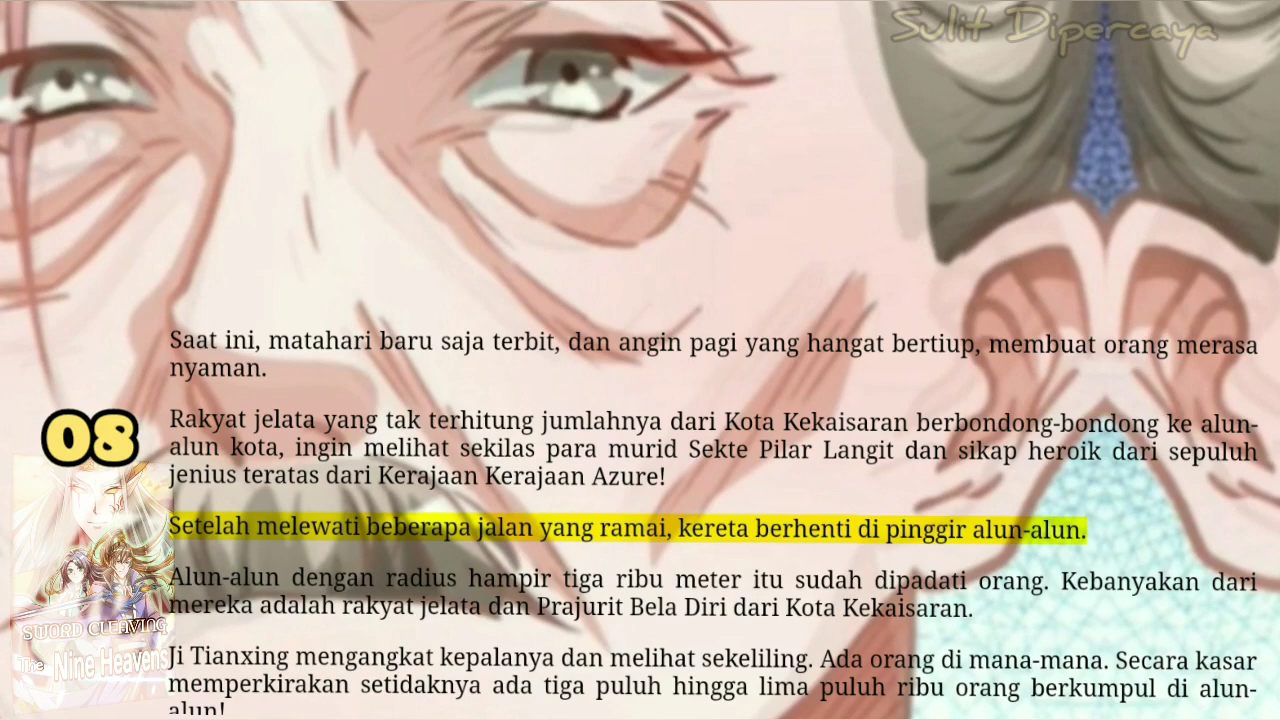 Sulit Dipercaya
Saat ini, matahari baru saja terbit, dan angin pagi yang hangat bertiup, membuat orang merasa
nyaman.
Rakyat jelata yang tak terhitung jumlahnya dari Kota Kekaisaran berbondong-bondong ke alun-
alun kota, ingin melihat sekilas para murid Sekte Pilar Langit dan sikap heroik dari sepuluh
jenius teratas dari Kerajaan Kerajaan Azure!
08
Setelah melewati beberapa jalan yang ramai, kereta berhenti di pinggir alun-alun.
Alun-alun dengan radius hampir tiga ribu meter itu sudah dipadati orang. Kebanyakan dari
mereka adalah rakyat jelata dan Prajurit Bela Diri dari Kota Kekaisaran.
SWORD CLEAVING
The Nine Heavens
Ji Tianxing mengangkat kepalanya dan melihat sekeliling. Ada orang di mana-mana. Secara kasar
memperkirakan setidaknya ada tiga puluh hingga lima puluh ribu orang berkumpul di alun-
alun!